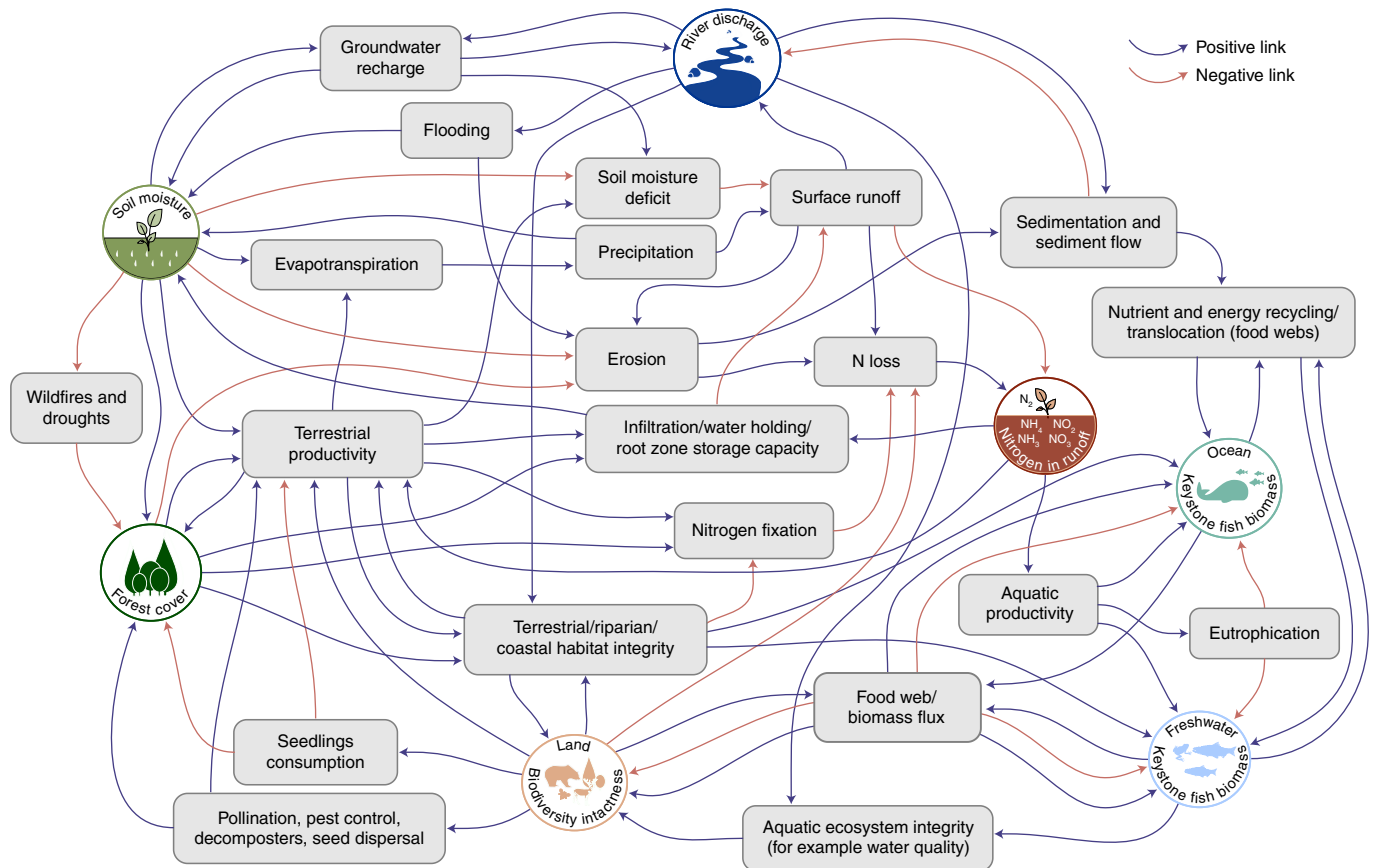 River discharge
Groundwater
recharge
Positive link
Negative link
Flooding
Soil moisture
Soil moisture
deficit
Surface runoff
Sedimentation and
sediment flow
Precipitation
Evapotranspiration
Nutrient and energy recycling/
translocation (food webs)
Erosion
N loss
Wildfires and
droughts
N2
NH4 NO2
NH3 NO3
Nitrogen in runoff
Terrestrial
productivity
Infiltration/water holding/
root zone storage capacity
Ocean
Keystone fish biomass
Nitrogen fixation
Forest cover
Aquatic
productivity
Terrestrial/riparian/
coastal habitat integrity
Eutrophication
Food web/
biomass flux
Seedlings
consumption
Land
Biodiversity intactness
Freshwater
Keystone fish biomass
Pollination, pest control,
decomposters, seed dispersal
Aquatic ecosystem integrity
(for example water quality)